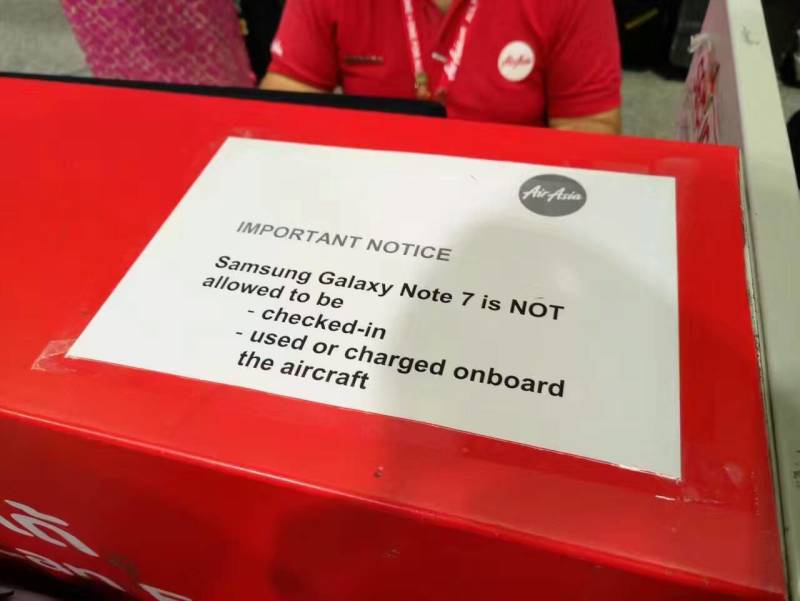 AirAsia
AirAsia
IMPORTANT NOTICE
Samsung Galaxy Note 7 is NOT
allowed to be
- checked-in
- used or charged onboard
the aircraft